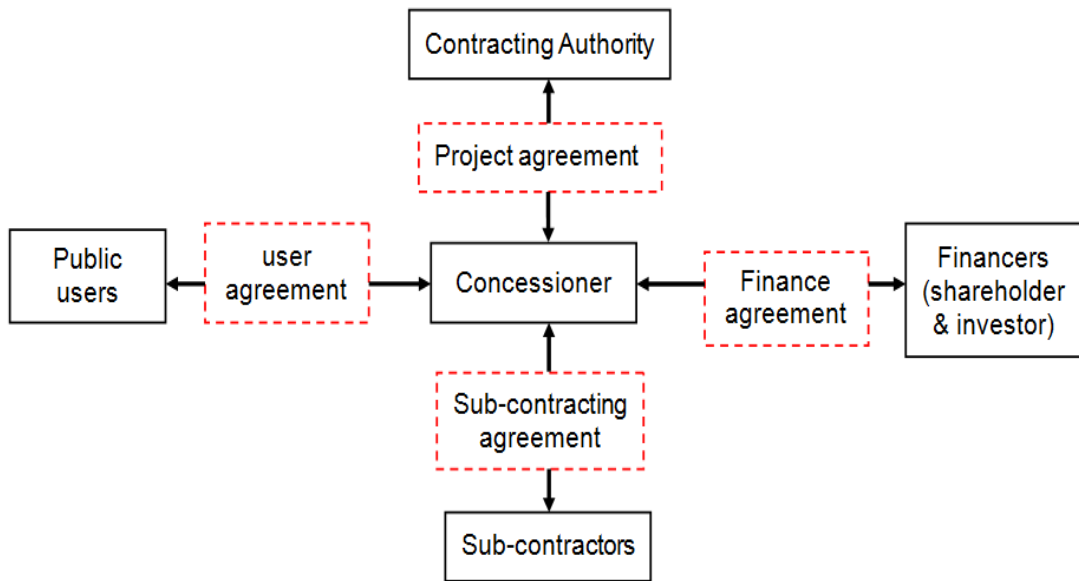 Contracting Authority
Project agreement
Public
users
user
agreement
Concessioner
Finance
agreement
Financers
(shareholder
& investor)
Sub-contracting
agreement
Sub-contractors